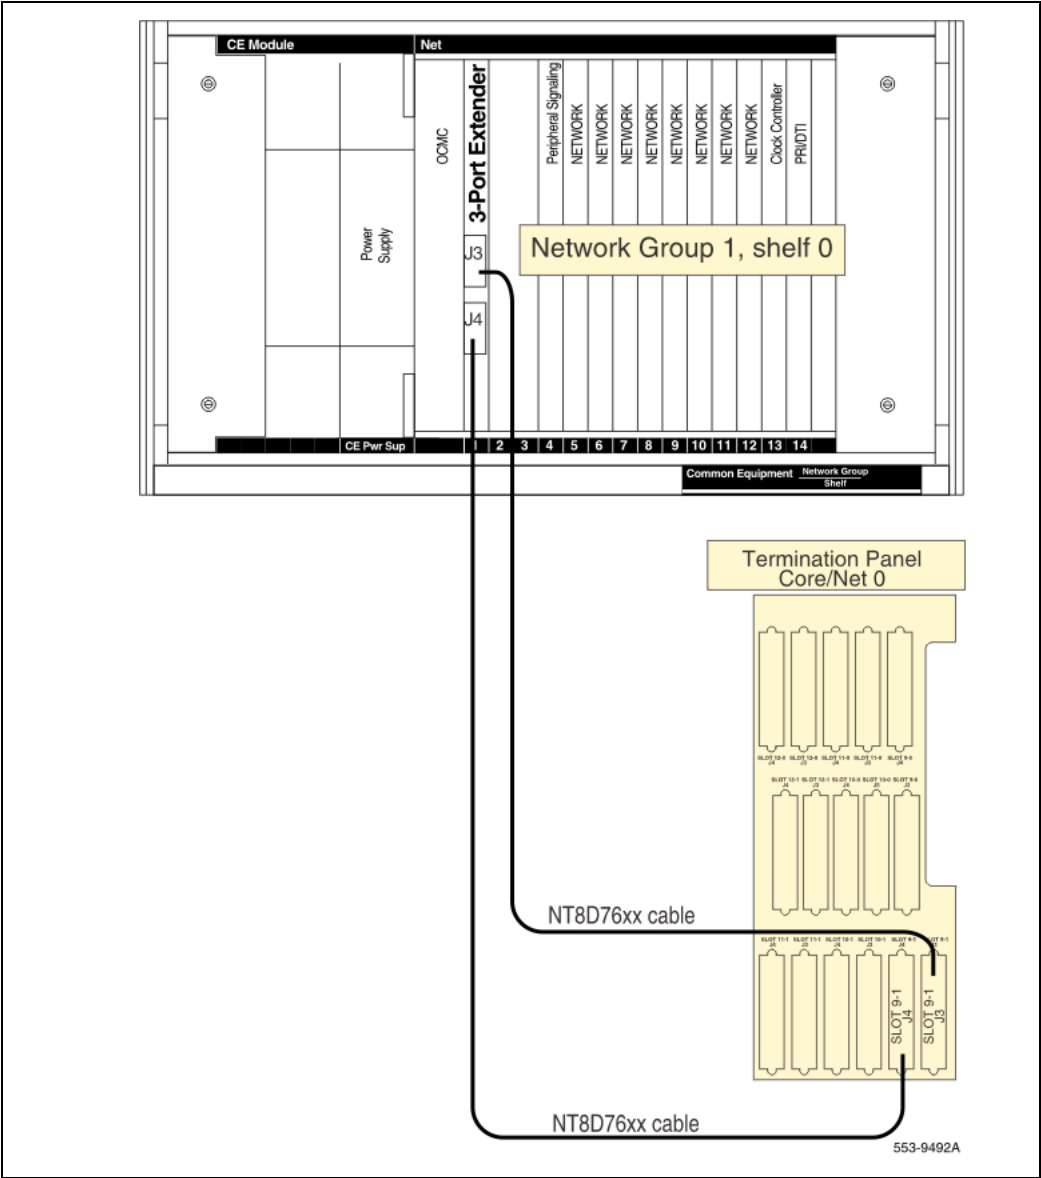 CE Module
Net
OCMC
3-Port Extender
Peripheral Signaling
NETWORK
NETWORK
NETWORK
NETWORK
NETWORK
NETWORK
NETWORK
NETWORK
Clock Controller
PRI/DTI
Power
Supply
J3
Network Group 1, shelf 0
J4
CE Pwr Sup
1 2 3 4 5 6 7 8 9 10 11 12 13 14
Common Equipment
Network Group
Shelf
Termination Panel
Core/Net 0
NT8D76xx cable
SLOT 9-1
J4
SLOT 9-1
J3
NT8D76xx cable
553-9492A